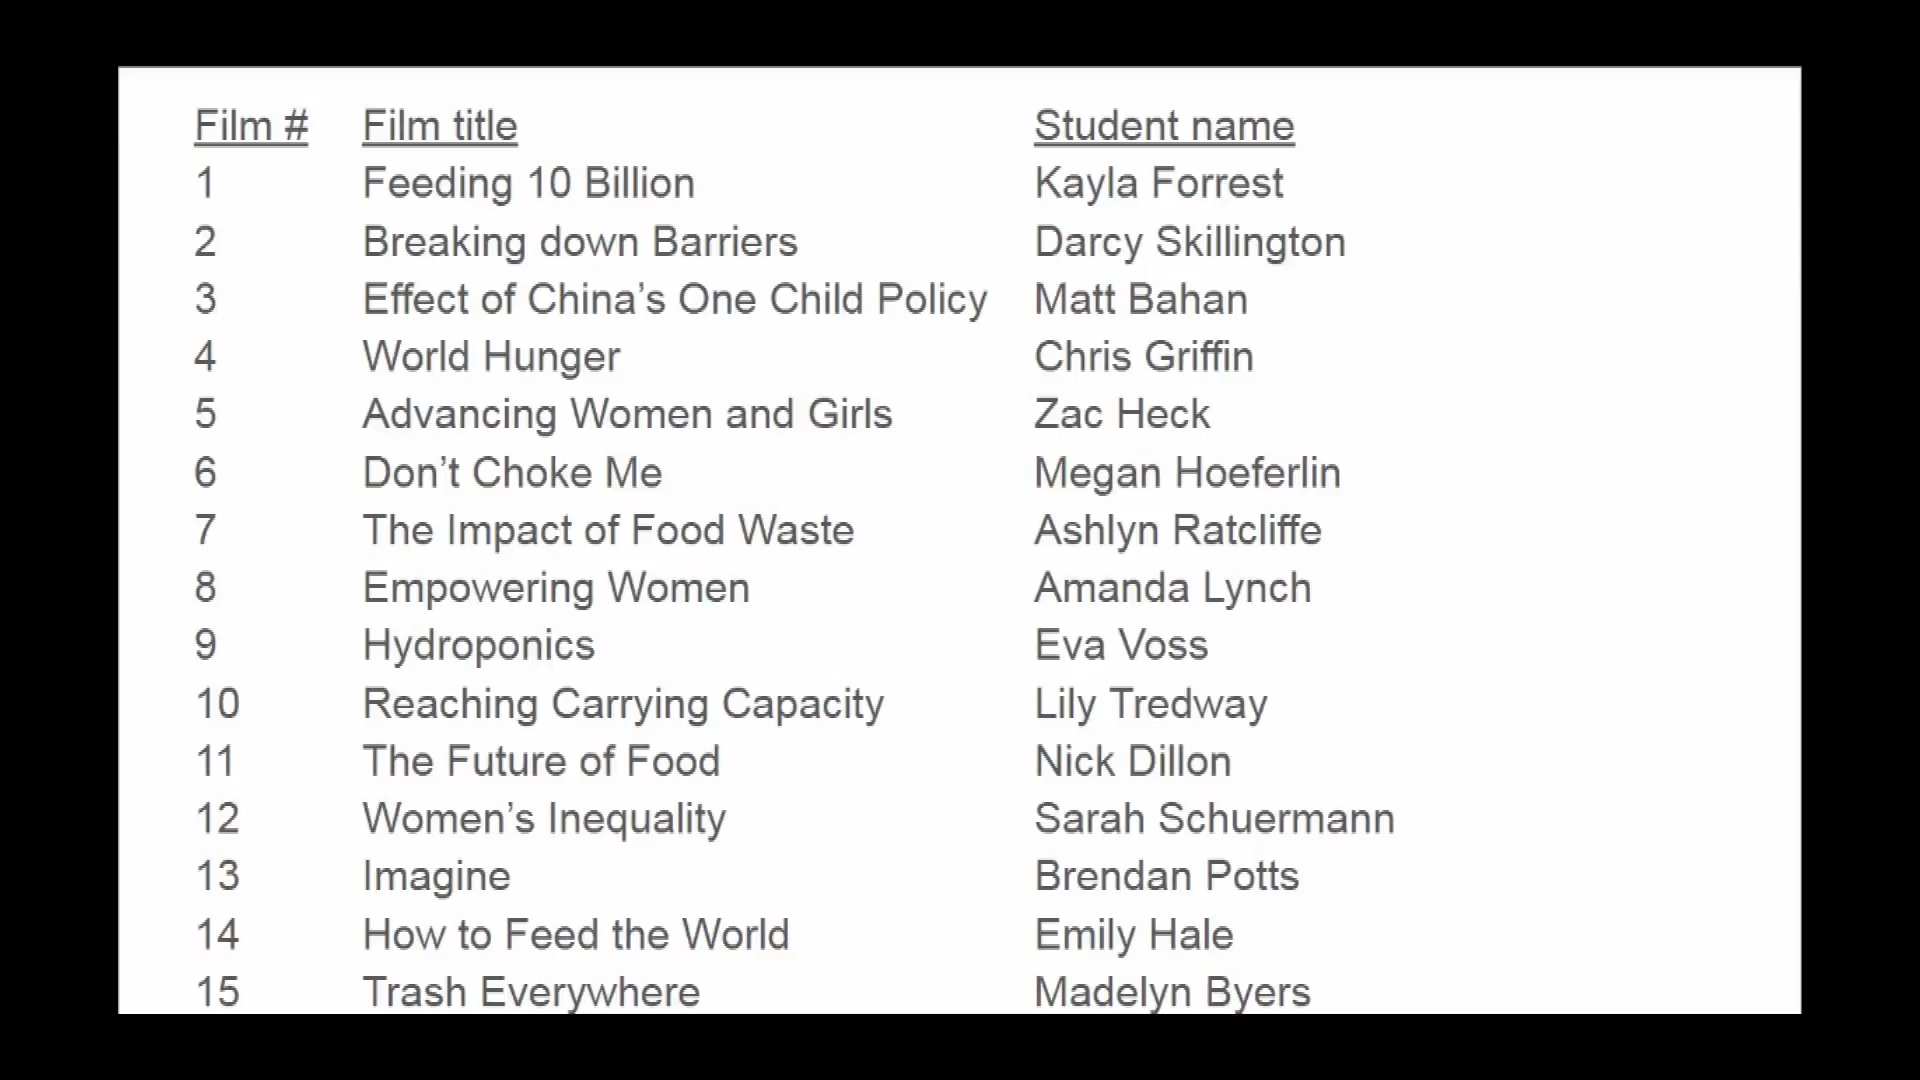 Film # Film title Student name
1 Feeding 10 Billion Kayla Forrest
2 Breaking down Barriers Darcy Skillington
3 Effect of China’s One Child Policy Matt Bahan
4 World Hunger Chris Griffin
5 Advancing Women and Girls Zac Heck
6 Don’t Choke Me Megan Hoeferlin
7 The Impact of Food Waste Ashlyn Ratcliffe
8 Empowering Women Amanda Lynch
9 Hydroponics Eva Voss
10 Reaching Carrying Capacity Lily Tredway
11 The Future of Food Nick Dillon
12 Women’s Inequality Sarah Schuermann
13 Imagine Brendan Potts
14 How to Feed the World Emily Hale
15 Trash Everywhere Madelyn Byers